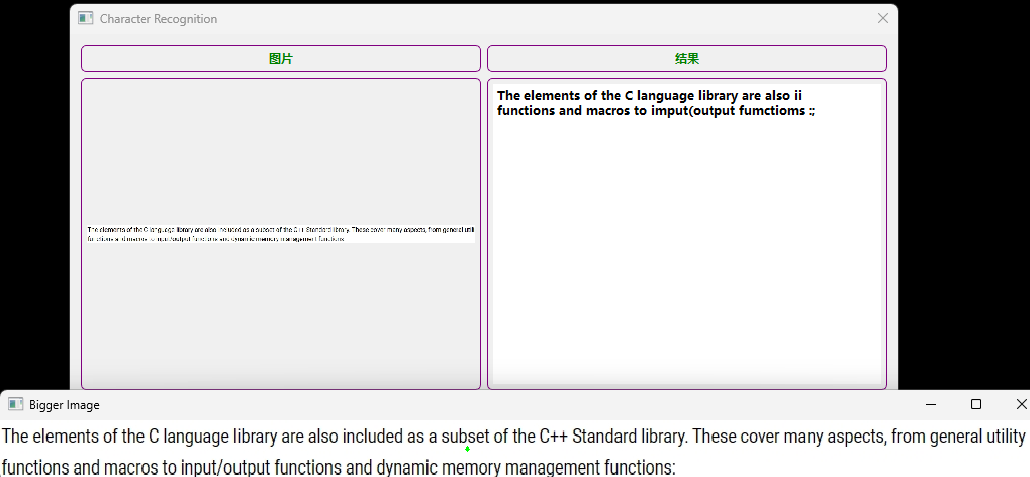 Character Recognition
图片
结果
The elements of the C language library are also included as a subset of the C++ Standard library. These cover many aspects, from general utili
functions and macros to input/output functions and dynamic memory management functions:
The elements of the C language library are also ii
functions and macros to imput(output fumctioms :;
Bigger Image
The elements of the C language library are also included as a subset of the C++ Standard library. These cover many aspects, from general utility
functions and macros to input/output functions and dynamic memory management functions: